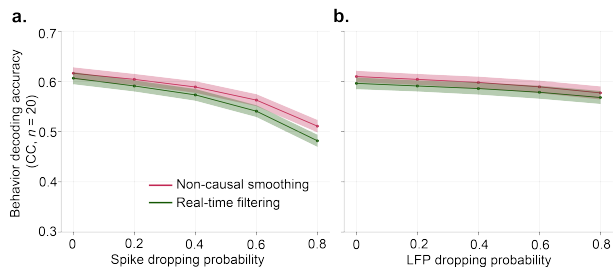 a.
b.
Behavior decoding accuracy
(CC, n = 20)
0.7
0.6
0.5
0.4
0.3
Non-causal smoothing
Real-time filtering
0 0.2 0.4 0.6 0.8
0 0.2 0.4 0.6 0.8
Spike dropping probability
LFP dropping probability